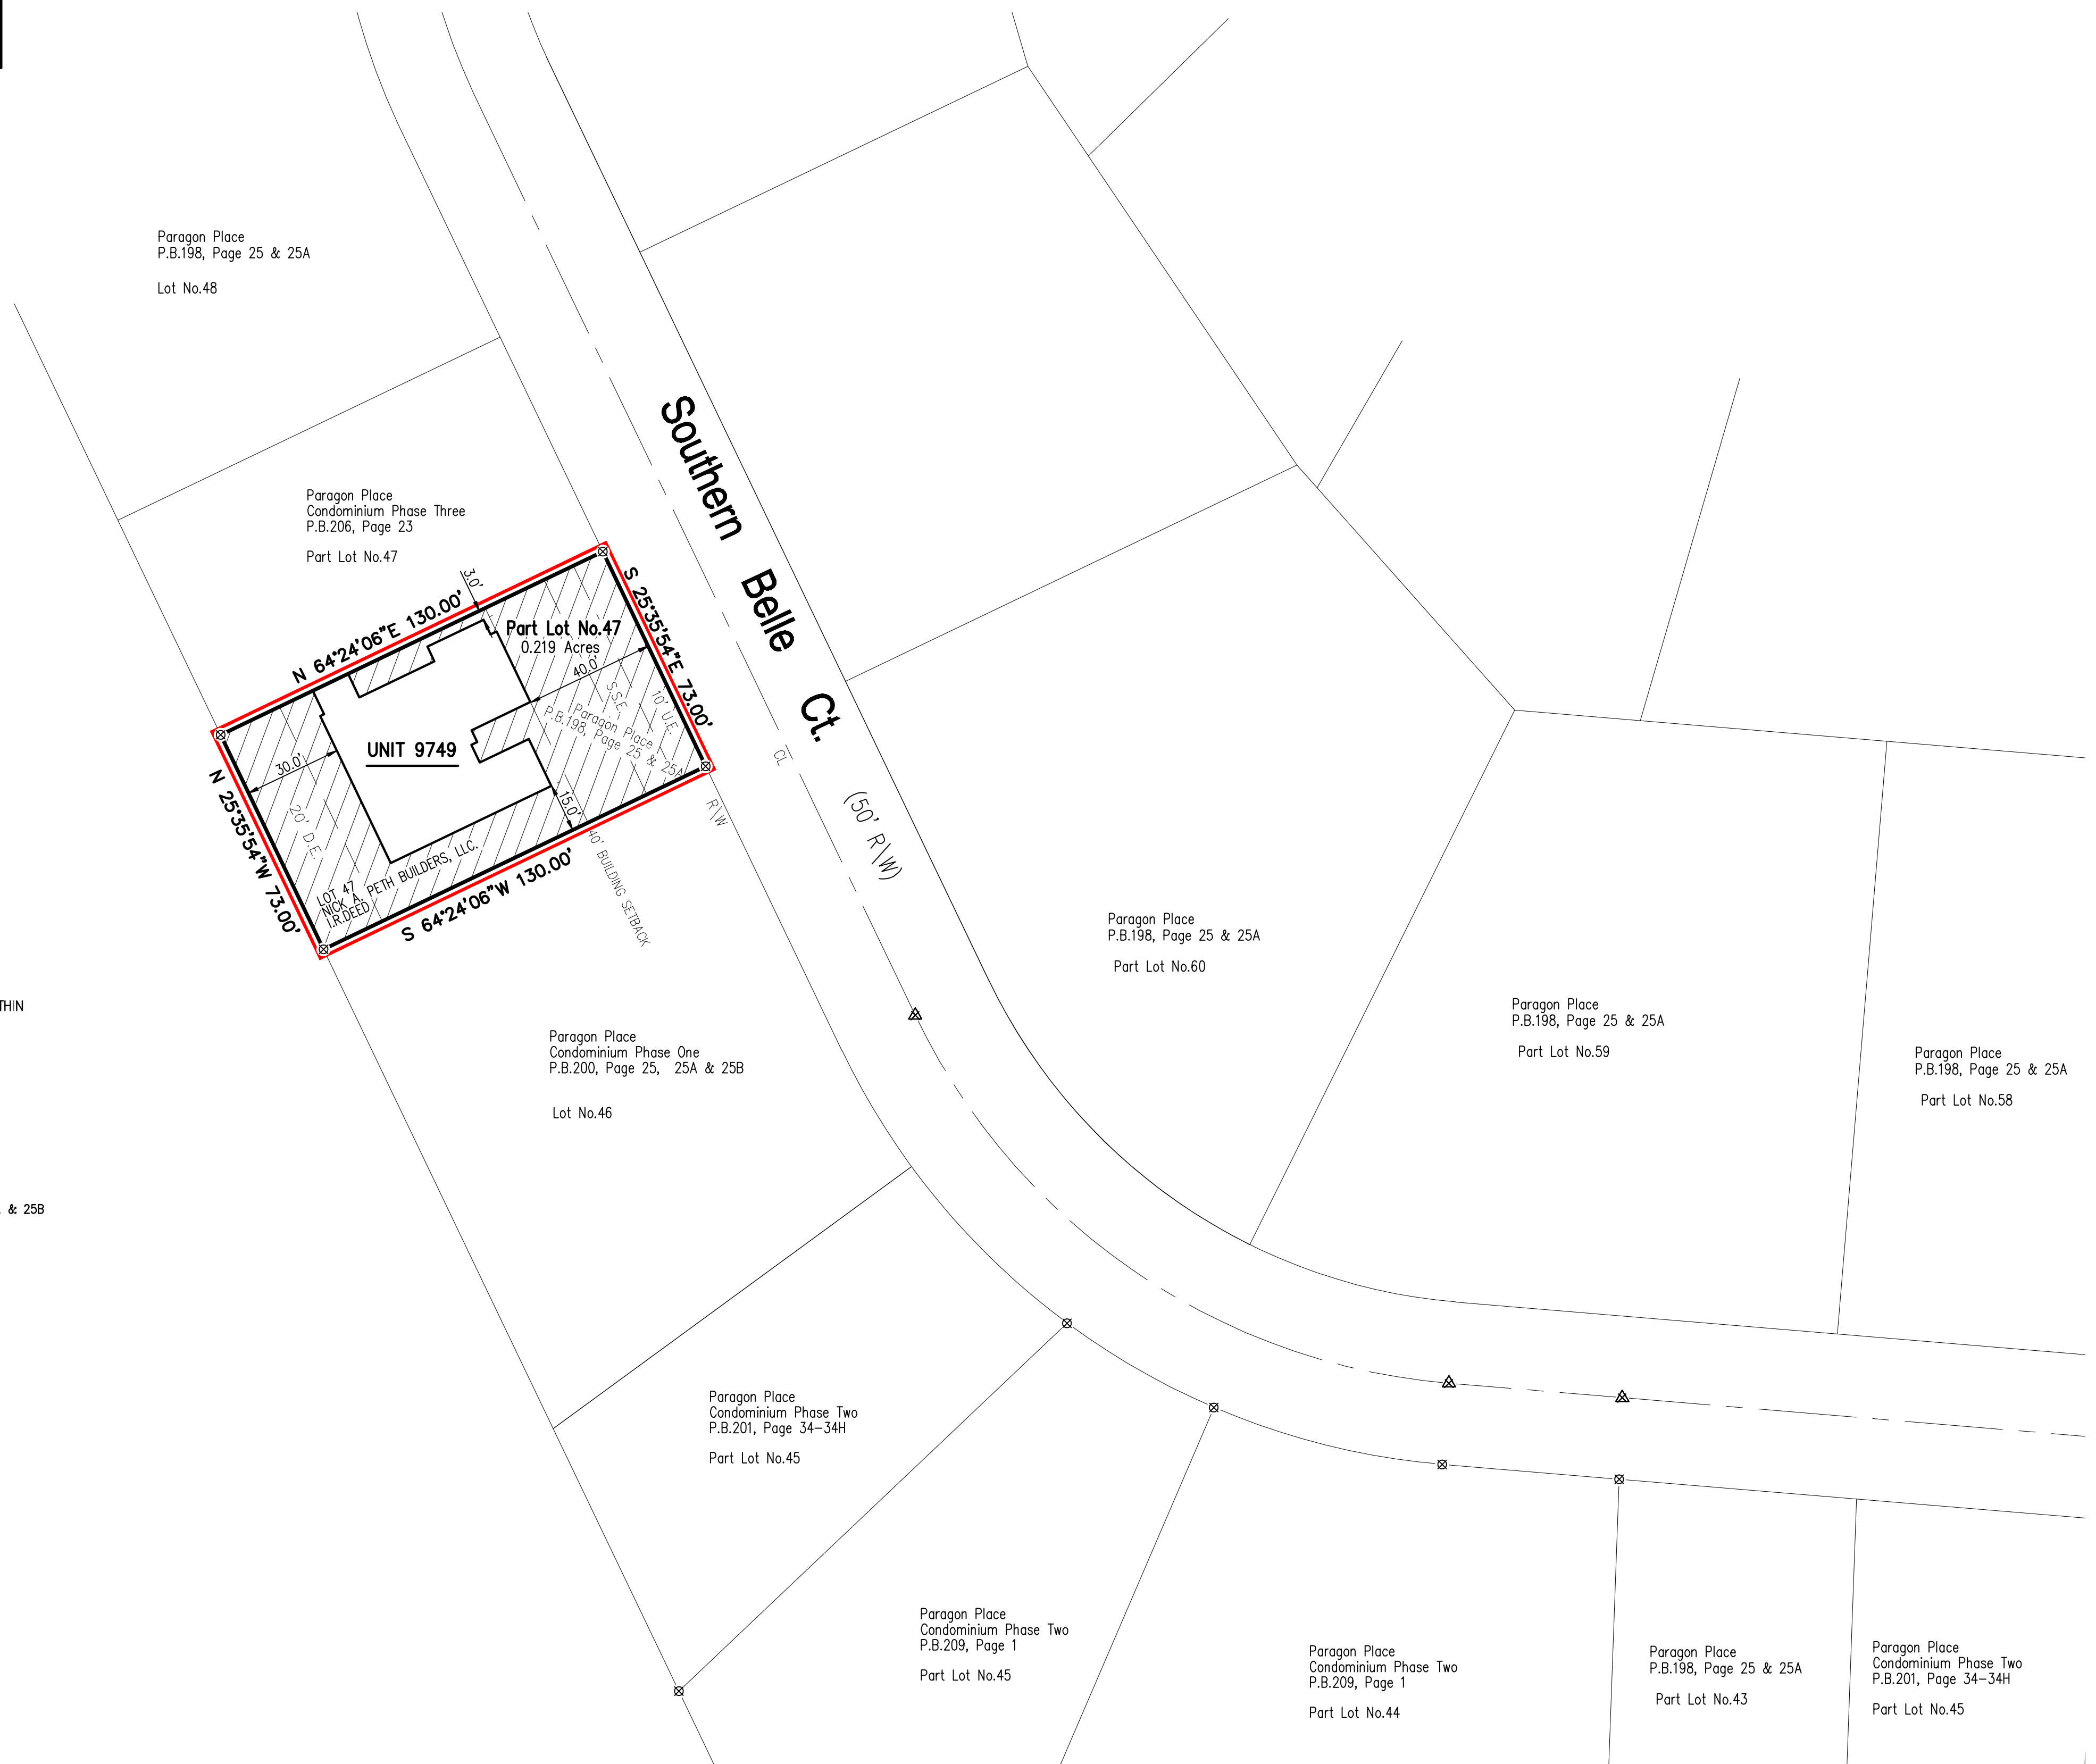 Paragon Place
P.B.198, Page 25 & 25A
Lot No.48
Paragon Place
Condominium Phase Three
P.B.206, Page 23
Part Lot No.47
Southern Belle Ct.
(50' R\W)
CL
R\W
N 64°24'06"E 130.00'
3.0'
S 25°35'54"E 73.00'
Part Lot No.47
0.219 Acres
40.0'
S.S.E.
10' U.E.
Paragon Place
P.B.198, Page 25 & 25A
UNIT 9749
30.0'
20' D.E.
15.0'
N 25°35'54"W 73.00'
LOT 47
NICK A. PETH BUILDERS, LLC.
I.R.DEED
S 64°24'06"W 130.00'
40' BUILDING SETBACK
THIN
& 25B
Paragon Place
Condominium Phase One
P.B.200, Page 25, 25A & 25B
Lot No.46
Paragon Place
P.B.198, Page 25 & 25A
Part Lot No.60
Paragon Place
P.B.198, Page 25 & 25A
Part Lot No.59
Paragon Place
P.B.198, Page 25 & 25A
Part Lot No.58
Paragon Place
Condominium Phase Two
P.B.201, Page 34-34H
Part Lot No.45
Paragon Place
Condominium Phase Two
P.B.209, Page 1
Part Lot No.45
Paragon Place
Condominium Phase Two
P.B.209, Page 1
Part Lot No.44
Paragon Place
P.B.198, Page 25 & 25A
Part Lot No.43
Paragon Place
Condominium Phase Two
P.B.201, Page 34-34H
Part Lot No.45